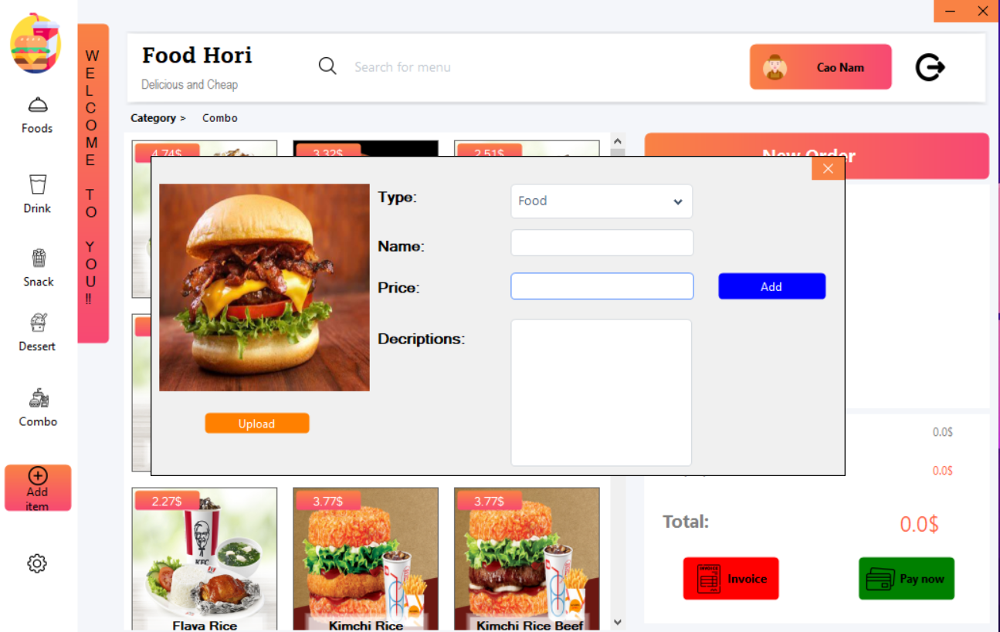 W
E
L
C
O
M
E
T
O
Y
O
U
!!
Foods
Drink
Snack
Dessert
Combo
Add
item
Food Hori
Delicious and Cheap
Search for menu
Cao Nam
Category > Combo
4.74$ 3.32$ 2.51$
New Order
Type: Food
Name:
Price: Add
Decriptions:
Upload
0.0$
0.0$
2.27$ 3.77$ 3.77$
KFC
Flava Rice Kimchi Rice Kimchi Rice Beef
Total: 0.0$
INVOICE
Invoice Pay now